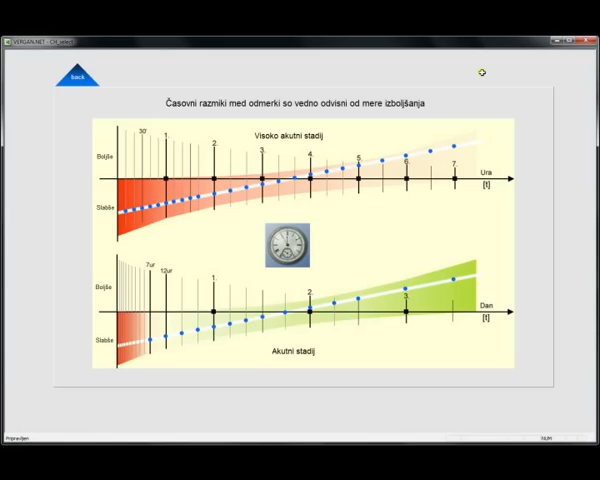 VERGAN.NET - CH_select]
back
Časovni razmiki med odmerki so vedno odvisni od mere izboljšanja
Visoko akutni stadij
30'
1.
2.
3.
4.
5.
6.
7.
Boljše
Slabše
Ura
[t]
7ur
12ur
1.
2.
3.
Boljše
Slabše
Dan
[t]
Akutni stadij
Pripravljen